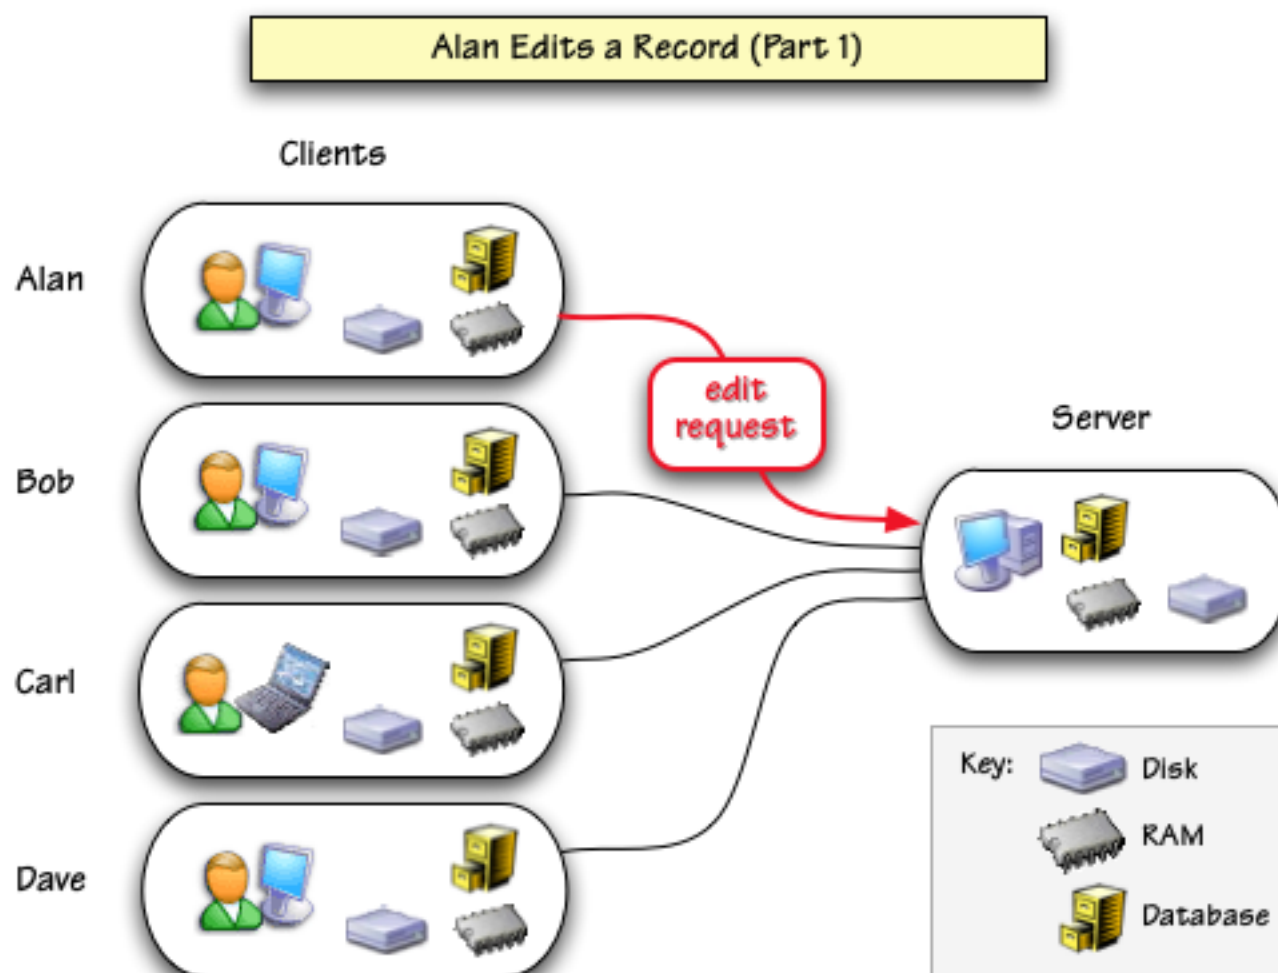 Alan Edits a Record (Part 1)
Clients
Alan
edit
request
Server
Bob
Carl
Dave
Key:
Disk
RAM
Database